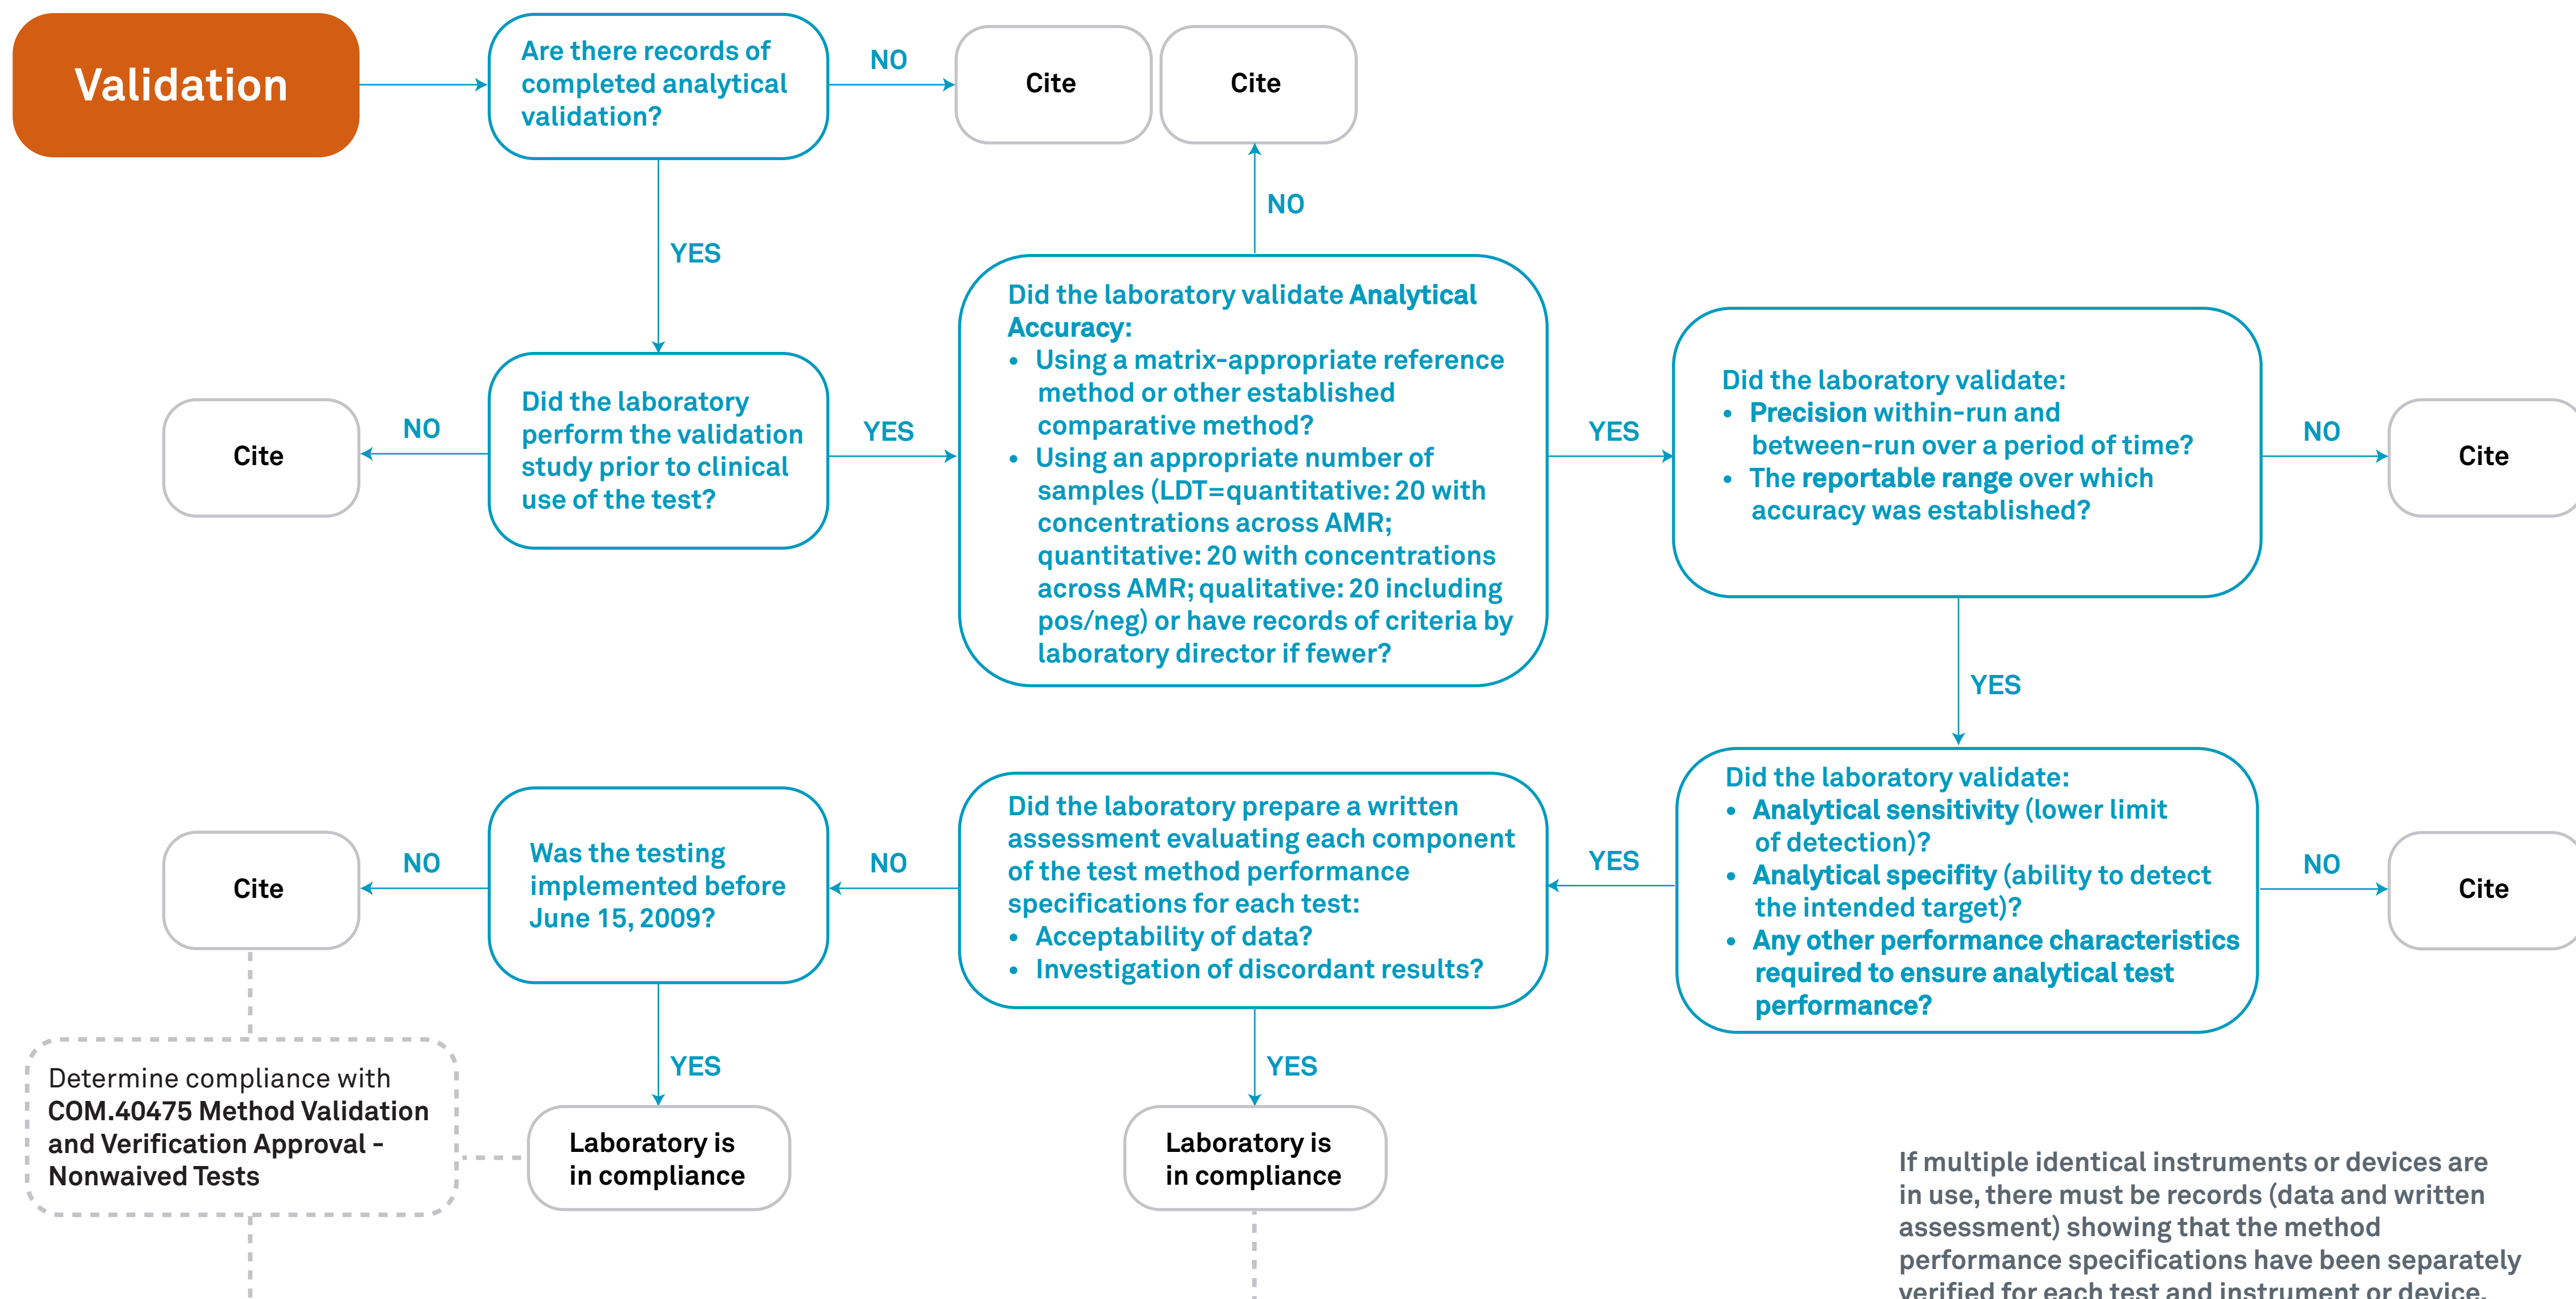 Validation
Are there records of
completed analytical
validation?
NO
Cite
Cite
NO
YES
Did the laboratory validate Analytical
Accuracy:
• Using a matrix-appropriate reference
method or other established
comparative method?
• Using an appropriate number of
samples (LDT=quantitative: 20 with
concentrations across AMR;
quantitative: 20 with concentrations
across AMR; qualitative: 20 including
pos/neg) or have records of criteria by
laboratory director if fewer?
Cite
NO
Did the laboratory
perform the validation
study prior to clinical
use of the test?
YES
YES
Did the laboratory validate:
• Precision within-run and
between-run over a period of time?
• The reportable range over which
accuracy was established?
NO
Cite
YES
Did the laboratory validate:
• Analytical sensitivity (lower limit
of detection)?
• Analytical specifity (ability to detect
the intended target)?
• Any other performance characteristics
required to ensure analytical test
performance?
NO
Cite
YES
Did the laboratory prepare a written
assessment evaluating each component
of the test method performance
specifications for each test:
• Acceptability of data?
• Investigation of discordant results?
NO
Was the testing
implemented before
June 15, 2009?
NO
Cite
YES
YES
Determine compliance with
COM.40475 Method Validation
and Verification Approval -
Nonwaived Tests
Laboratory is
in compliance
Laboratory is
in compliance
If multiple identical instruments or devices are
in use, there must be records (data and written
assessment) showing that the method
performance specifications have been separately
verified for each test and instrument or device.